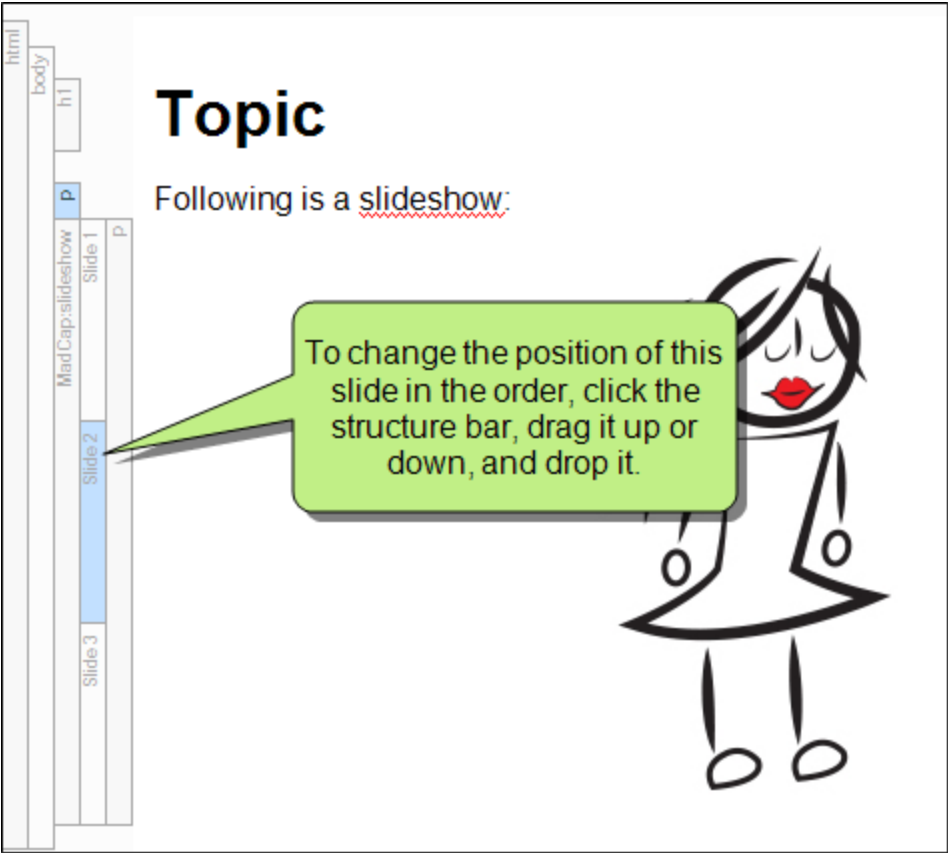 html
body
h1
p
MadCap:slideshow
Slide 1
Slide 2
Slide 3
p
Topic
Following is a slideshow:
To change the position of this
slide in the order, click the
structure bar, drag it up or
down, and drop it.